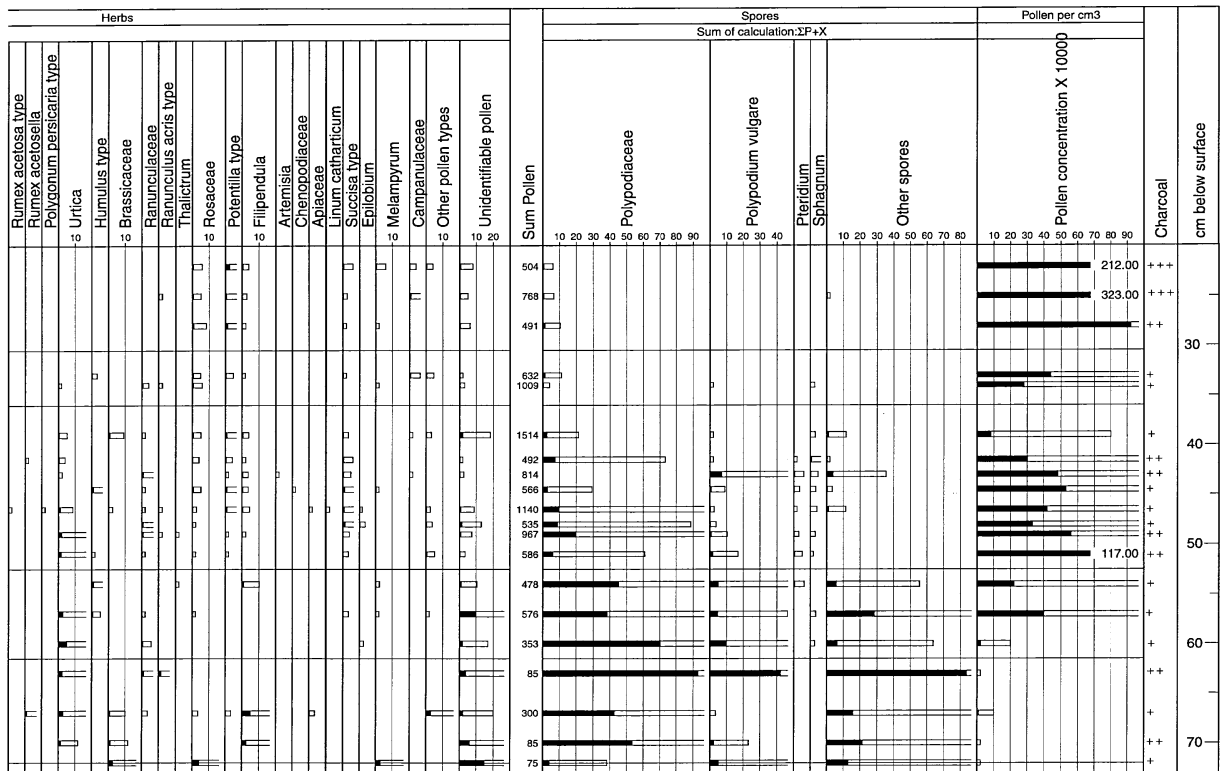 Herbs Spores Pollen per cm3
Sum of calculation:ΣP+X
Rumex acetosa type
Rumex acetosella
Polygonum persicaria type
Urtica
Humulus type
Brassicaceae
Ranunculaceae
Ranunculus acris type
Thalictrum
Rosaceae
Potentilla type
Filipendula
Artemisia
Chenopodiaceae
Apiaceae
Linum catharticum
Succisa type
Epilobium
Melampyrum
Campanulaceae
Other pollen types
Unidentifiable pollen
Sum Pollen
Polypodiaceae
Polypodium vulgare
Pteridium
Sphagnum
Other spores
Pollen concentration X 10000
Charcoal
cm below surface
10 10 10 10 10 10 10 20 10 20 30 40 50 60 70 80 90 10 20 30 40 10 20 30 40 50 60 70 80 10 20 30 40 50 60 70 80 90
504 212.00 +++
768 323.00 +++
491 ++
30
632 +
1009 +
1514 +
40
492 ++
814 ++
566 +
1140 +
535 +
967 ++
50
586 117.00 ++
478 +
576 +
353 +
60
85 ++
300 +
85 ++
70
75 +